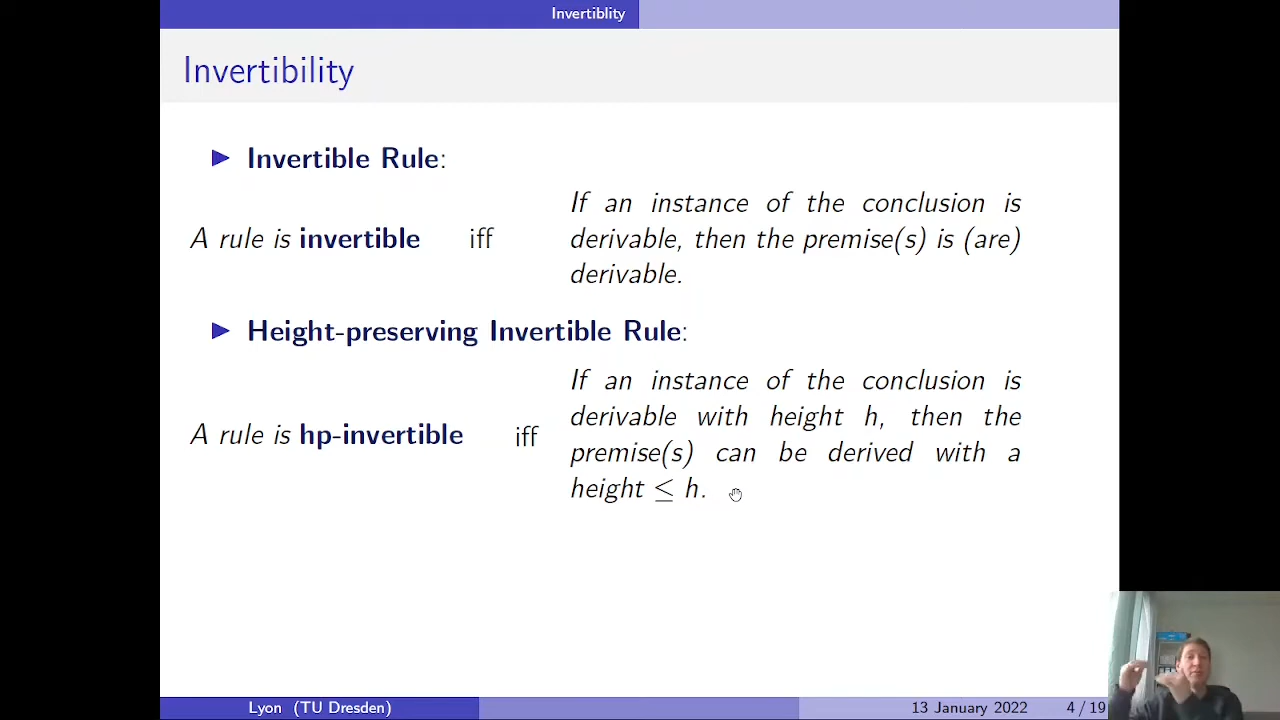 Invertiblity
Invertibility
▶ Invertible Rule:
If an instance of the conclusion is
A rule is invertible iff derivable, then the premise(s) is (are)
derivable.
▶ Height-preserving Invertible Rule:
If an instance of the conclusion is
derivable with height h, then the
A rule is hp-invertible iff
premise(s) can be derived with a
height ≤ h.
Lyon (TU Dresden) 13 January 2022 4 / 19